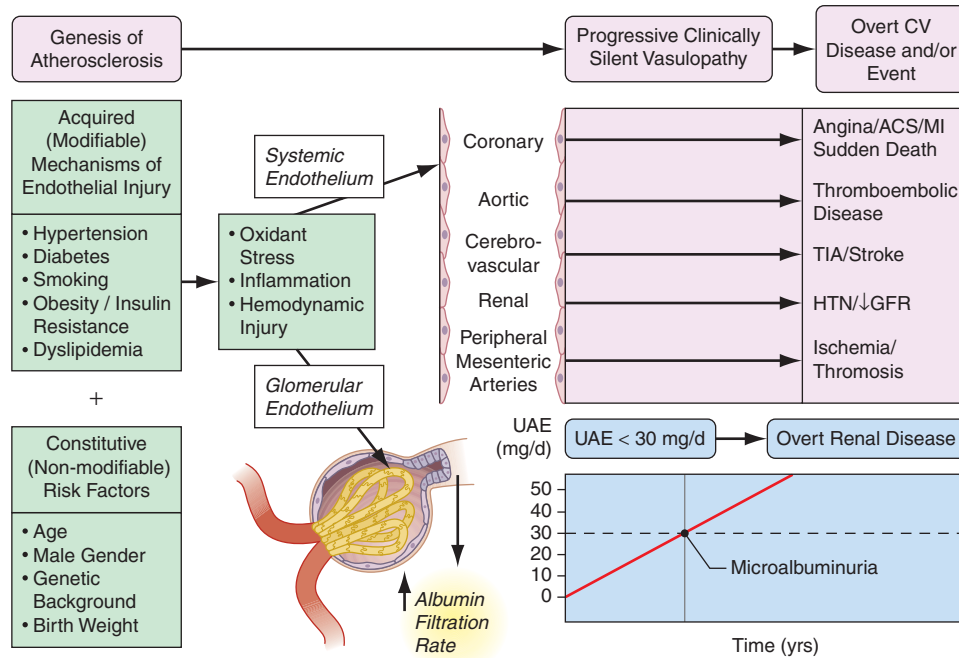 Genesis of
Atherosclerosis
Progressive Clinically
Silent Vasculopathy
Overt CV
Disease and/or
Event
Acquired
(Modifiable)
Mechanisms of
Endothelial Injury
• Hypertension
• Diabetes
• Smoking
• Obesity / Insulin
Resistance
• Dyslipidemia
+
Constitutive
(Non-modifiable)
Risk Factors
• Age
• Male Gender
• Genetic
Background
• Birth Weight
Systemic
Endothelium
• Oxidant
Stress
• Inflammation
• Hemodynamic
Injury
Glomerular
Endothelium
↑ Albumin
Filtration
Rate
Coronary
Aortic
Cerebro-
vascular
Renal
Peripheral
Mesenteric
Arteries
Angina/ACS/MI
Sudden Death
Thromboembolic
Disease
TIA/Stroke
HTN/↓GFR
Ischemia/
Thromosis
UAE
(mg/d)
UAE < 30 mg/d
Overt Renal Disease
50
40
30
20
10
0
Microalbuminuria
Time (yrs)